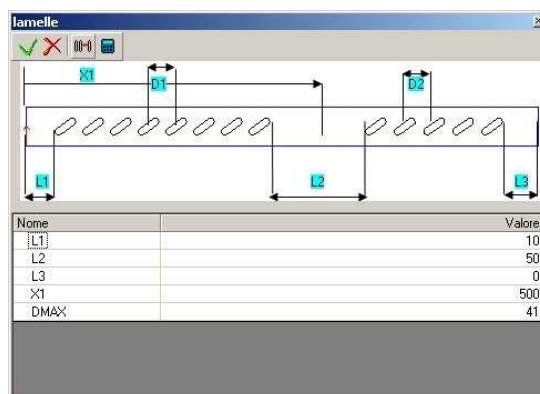 lamelle
X1
D1
D2
L1
L2
L3
Nome Valore
L1 10
L2 50
L3 0
X1 500
DMAX 41